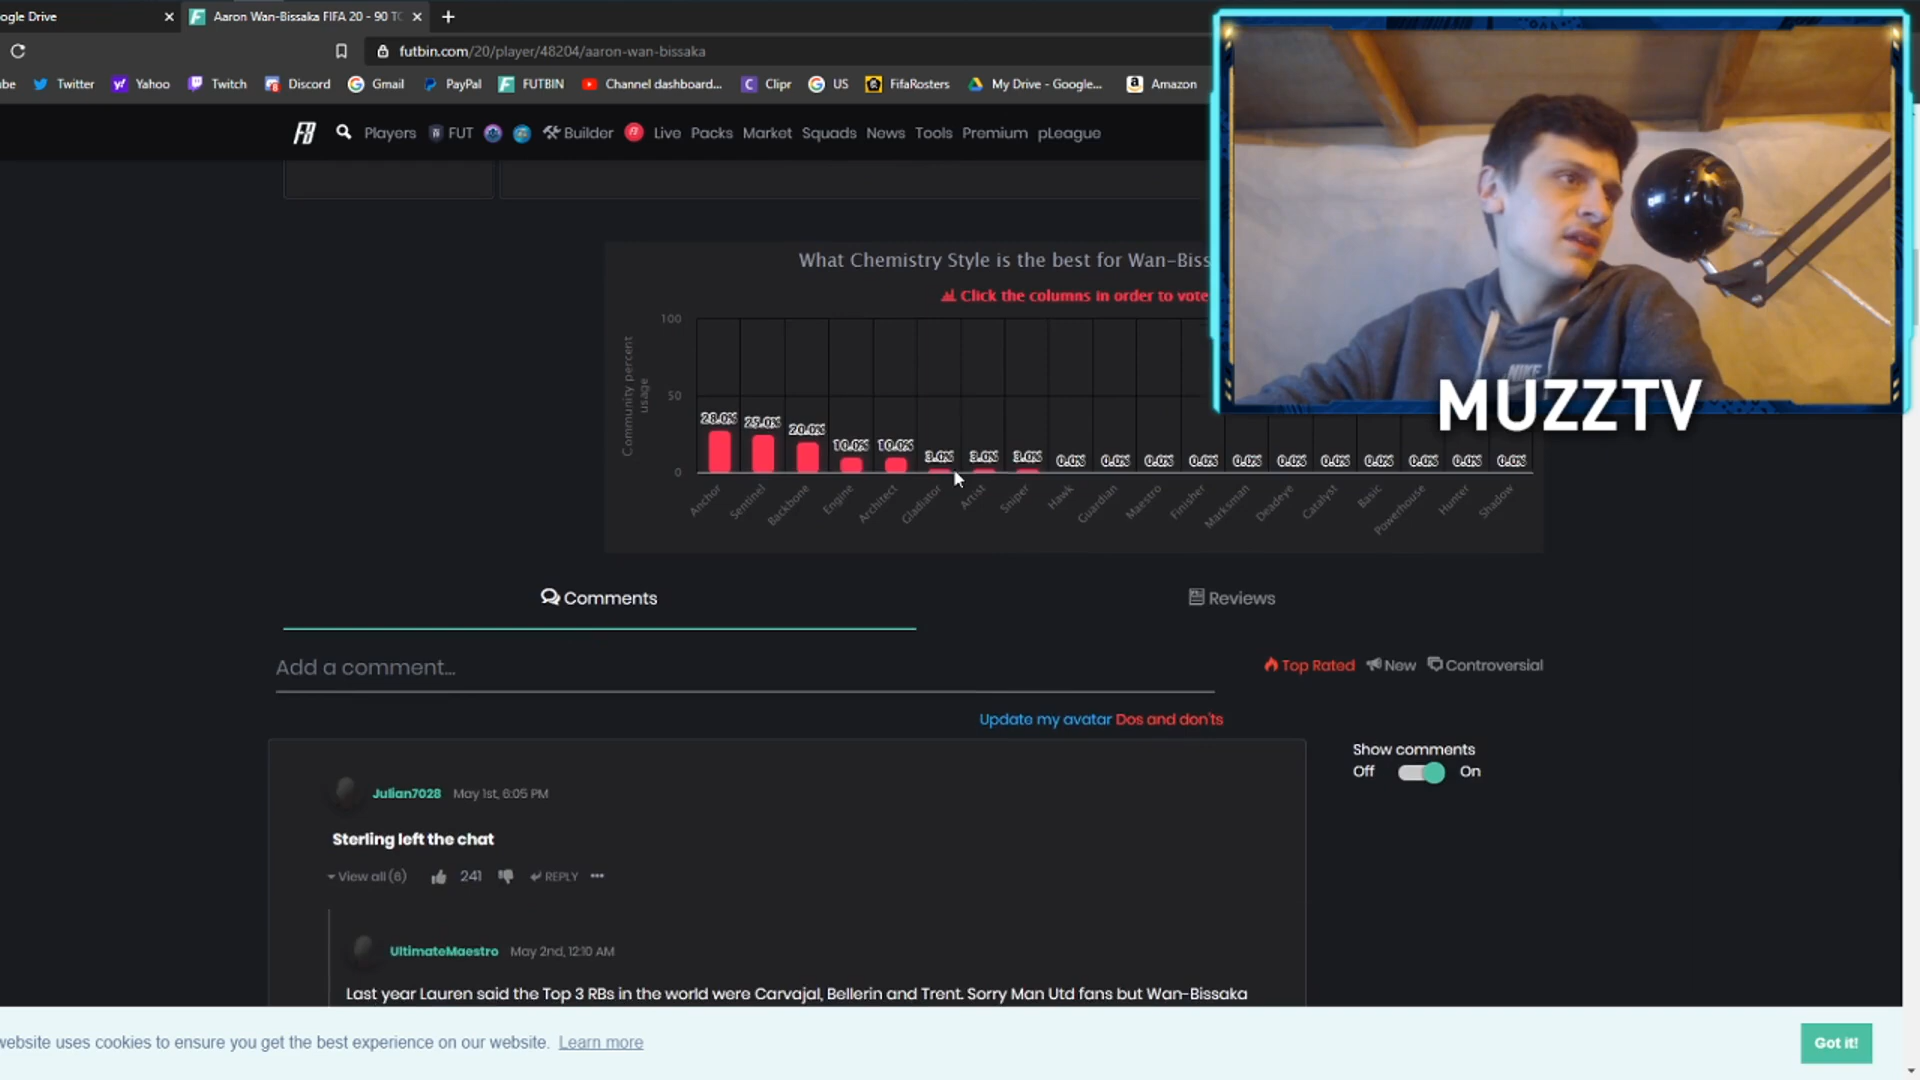 ogle Drive
Aaron Wan-Bissaka FIFA 20 - 90 TO
futbin.com/20/player/48204/aaron-wan-bissaka
be Twitter Yahoo Twitch Discord Gmail PayPal FUTBIN Channel dashboard... Clipr US FifaRosters My Drive - Google... Amazon
Players FUT Builder Live Packs Market Squads News Tools Premium pLeague
What Chemistry Style is the best for Wan-Biss
Click the columns in order to vote
Community percent usage
100
50
0
28.0% 25.0% 20.0% 10.0% 10.0% 3.0% 3.0% 3.0% 0.0% 0.0% 0.0% 0.0% 0.0% 0.0% 0.0% 0.0% 0.0% 0.0% 0.0%
Anchor Sentinel Backbone Engine Architect Gladiator Artist Sniper Hawk Guardian Maestro Finisher Marksman Deadeye Catalyst Basic Powerhouse Hunter Shadow
NIKE
MUZZTV
Comments
Reviews
Add a comment...
Top Rated New Controversial
Update my avatar Dos and don'ts
Show comments
Off On
Julian7028 May 1st, 6:05 PM
Sterling left the chat
View all (6) 241 REPLY
UltimateMaestro May 2nd, 12:10 AM
Last year Lauren said the Top 3 RBs in the world were Carvajal, Bellerin and Trent. Sorry Man Utd fans but Wan-Bissaka
website uses cookies to ensure you get the best experience on our website. Learn more
Got it!